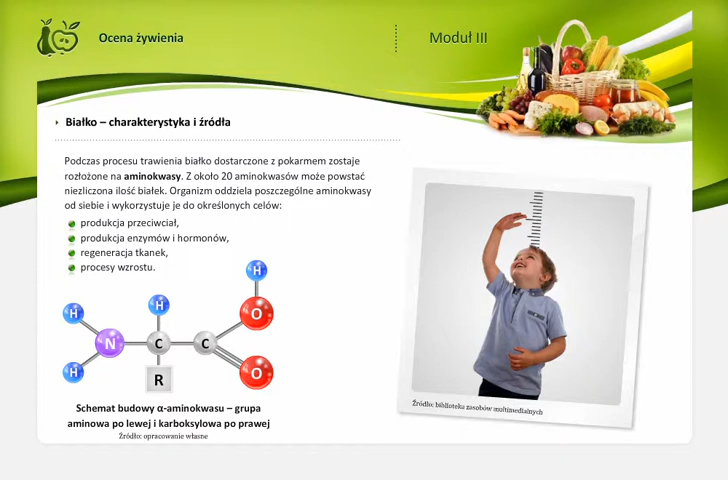 Ocena żywienia
Moduł III
Białko – charakterystyka i źródła
Podczas procesu trawienia białko dostarczone z pokarmem zostaje
rozłożone na aminokwasy. Z około 20 aminokwasów może powstać
niezliczona ilość białek. Organizm oddziela poszczególne aminokwasy
od siebie i wykorzystuje je do określonych celów:
produkcja przeciwciał,
produkcja enzymów i hormonów,
regeneracja tkanek,
procesy wzrostu.
H
H H O
N C C
H R O
Schemat budowy α-aminokwasu – grupa
aminowa po lewej i karboksylowa po prawej
Źródło: opracowanie własne
Źródło: biblioteka zasobów multimedialnych